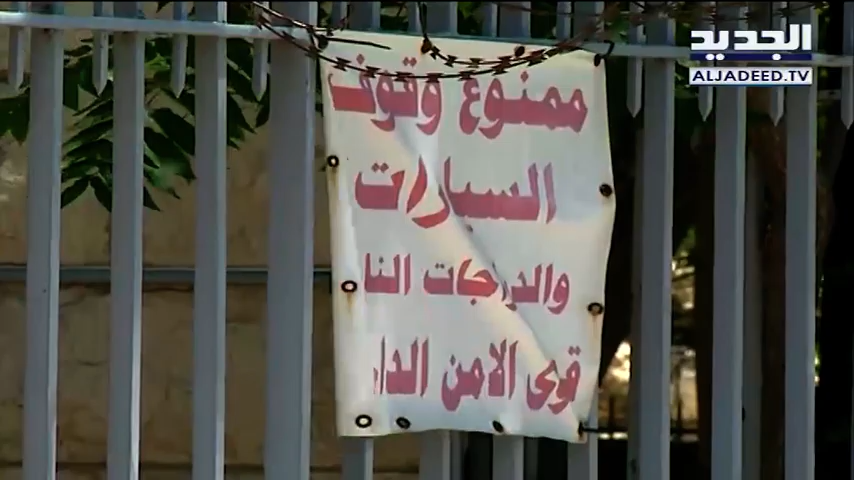 الجديد
ALJADEED.TV
ممنوع وقوف
السيارات
والدراجات النا
قوى الامن الدا